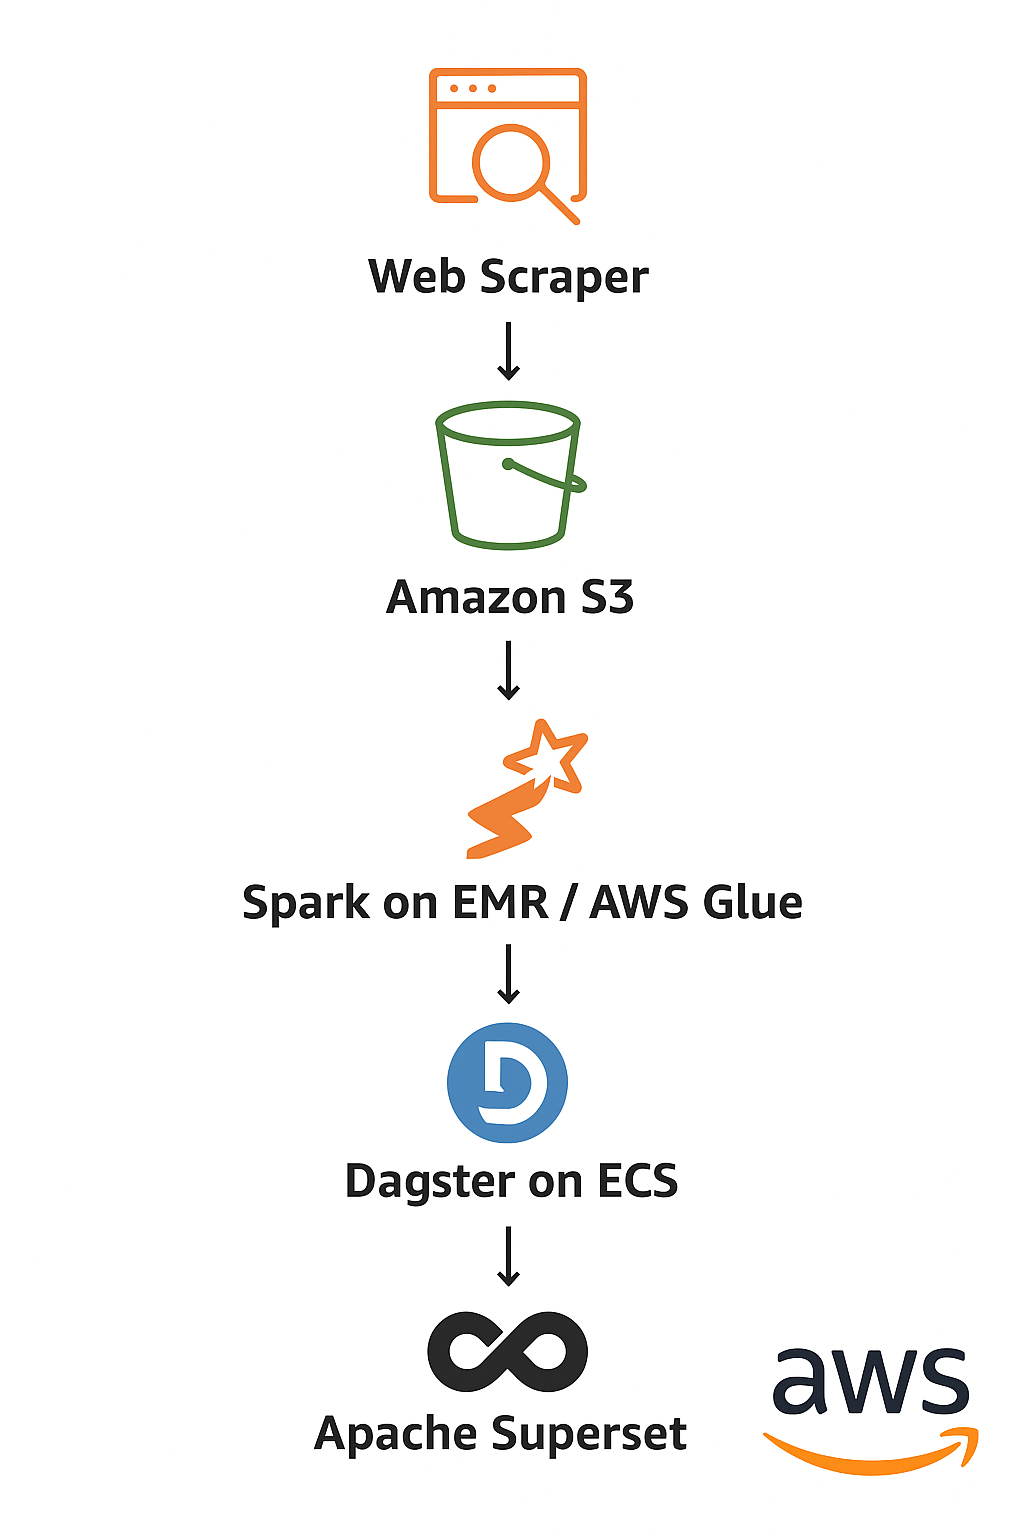 Web Scraper
Amazon S3
Spark on EMR / AWS Glue
Dagster on ECS
Apache Superset
aws